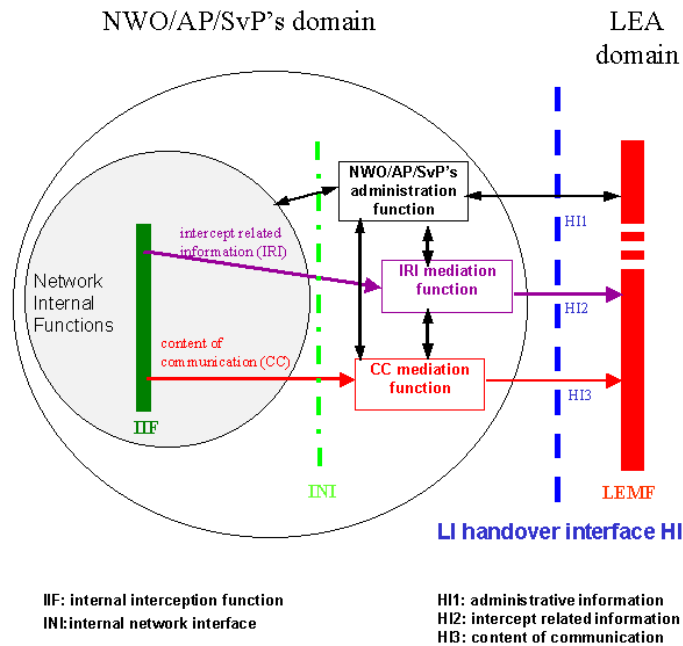 NWO/AP/SvP's domain
LEA
domain
NWO/AP/SvP's
administration
function
HI1
intercept related
information (IRI)
IRI mediation
function
Network
Internal
Functions
HI2
content of
communication (CC)
CC mediation
function
HI3
IIF
INI
LEMF
LI handover interface HI
IIF: internal interception function
INI:internal network interface
HI1: administrative information
HI2: intercept related information
HI3: content of communication